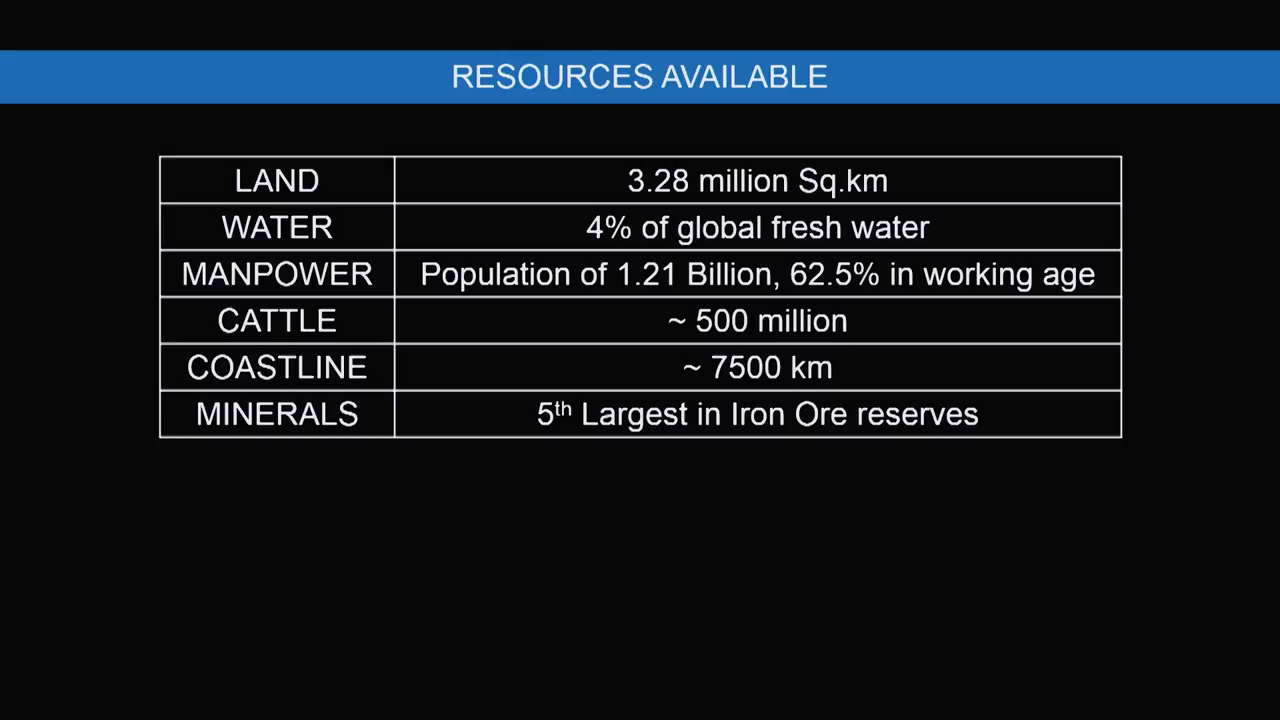 RESOURCES AVAILABLE
LAND 3.28 million Sq.km
WATER 4% of global fresh water
MANPOWER Population of 1.21 Billion, 62.5% in working age
CATTLE ~ 500 million
COASTLINE ~ 7500 km
MINERALS 5th Largest in Iron Ore reserves